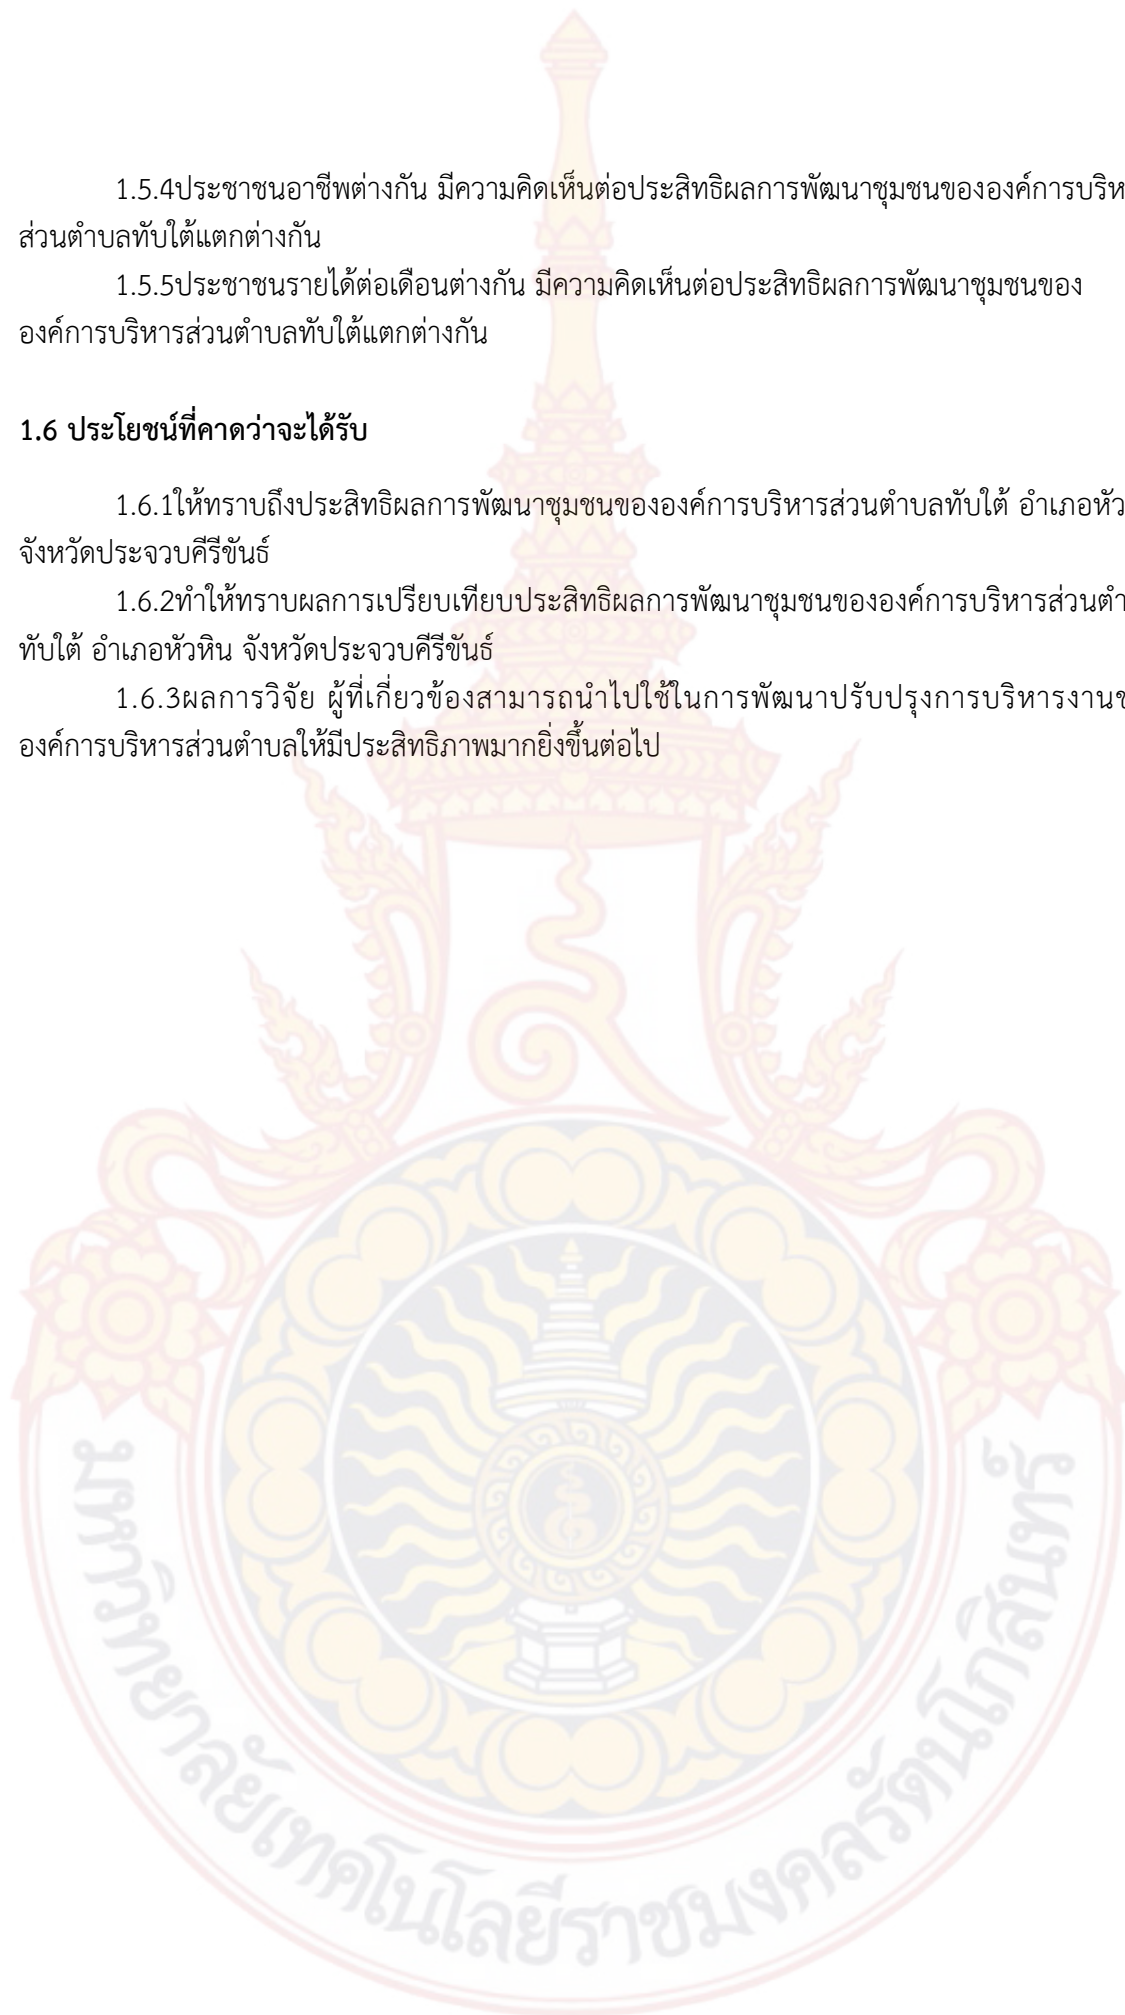 1.5.4ประชาชนอาชีพต่างกัน มีความคิดเห็นต่อประสิทธิผลการพัฒนาชุมชนขององค์การบริห
ส่วนตำบลทับใต้แตกต่างกัน
1.5.5ประชาชนรายได้ต่อเดือนต่างกัน มีความคิดเห็นต่อประสิทธิผลการพัฒนาชุมชนของ
องค์การบริหารส่วนตำบลทับใต้แตกต่างกัน
1.6 ประโยชน์ที่คาดว่าจะได้รับ
1.6.1ให้ทราบถึงประสิทธิผลการพัฒนาชุมชนขององค์การบริหารส่วนตำบลทับใต้ อำเภอหัว
จังหวัดประจวบคีรีขันธ์
1.6.2ทำให้ทราบผลการเปรียบเทียบประสิทธิผลการพัฒนาชุมชนขององค์การบริหารส่วนตำ
ทับใต้ อำเภอหัวหิน จังหวัดประจวบคีรีขันธ์
1.6.3ผลการวิจัย ผู้ที่เกี่ยวข้องสามารถนำไปใช้ในการพัฒนาปรับปรุงการบริหารงานข
องค์การบริหารส่วนตำบลให้มีประสิทธิภาพมากยิ่งขึ้นต่อไป
มหาวิทยาลัยเทคโนโลยีราชมงคลรัตนโกสินทร์